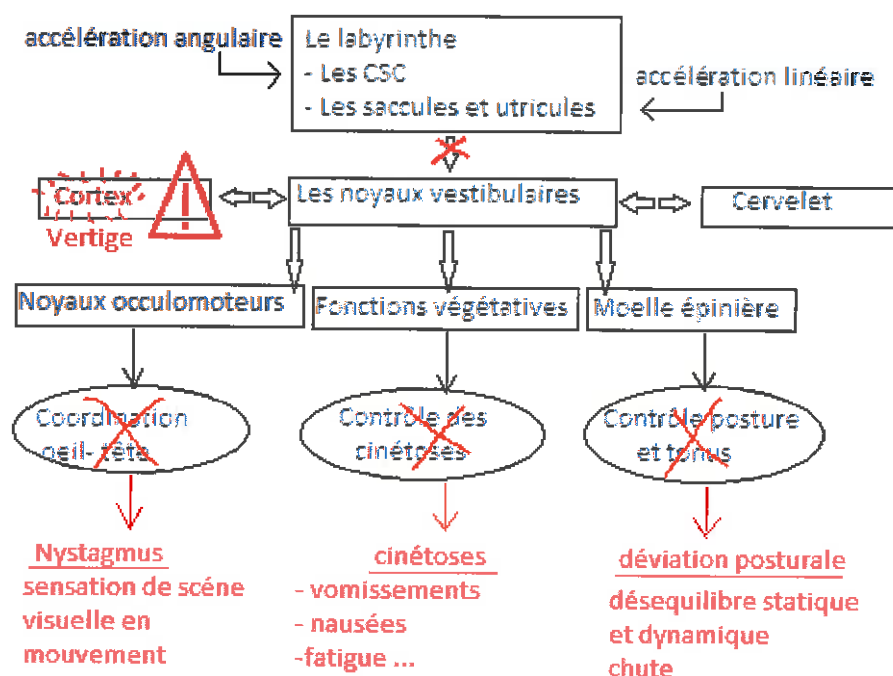 accélération angulaire
Le labyrinthe
- Les CSC
- Les saccules et utricules
accélération linéaire
Cortex
Vertige
Les noyaux vestibulaires
Cervelet
Noyaux occulomoteurs
Fonctions végétatives
Moelle épinière
Coordination
oeil- tête
Contrôle des
cinétoses
Contrôle posture
et tonus
Nystagmus
sensation de scéne
visuelle en
mouvement
cinétoses
- vomissements
- nausées
-fatigue ...
déviation posturale
désequilibre statique
et dynamique
chute